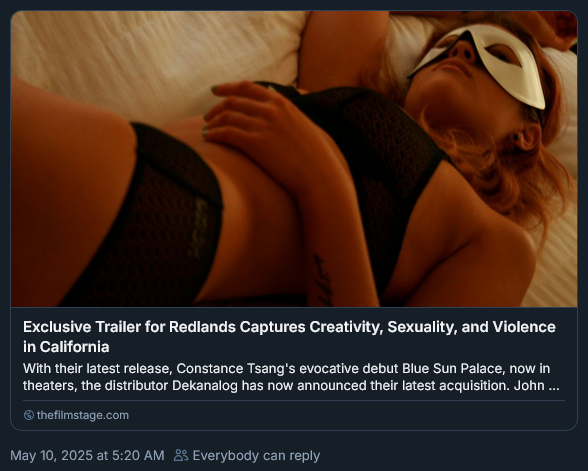 Exclusive Trailer for Redlands Captures Creativity, Sexuality, and Violence
in California
With their latest release, Constance Tsang's evocative debut Blue Sun Palace, now in
theaters, the distributor Dekanalog has now announced their latest acquisition. John ...
thefilmstage.com
May 10, 2025 at 5:20 AM Everybody can reply